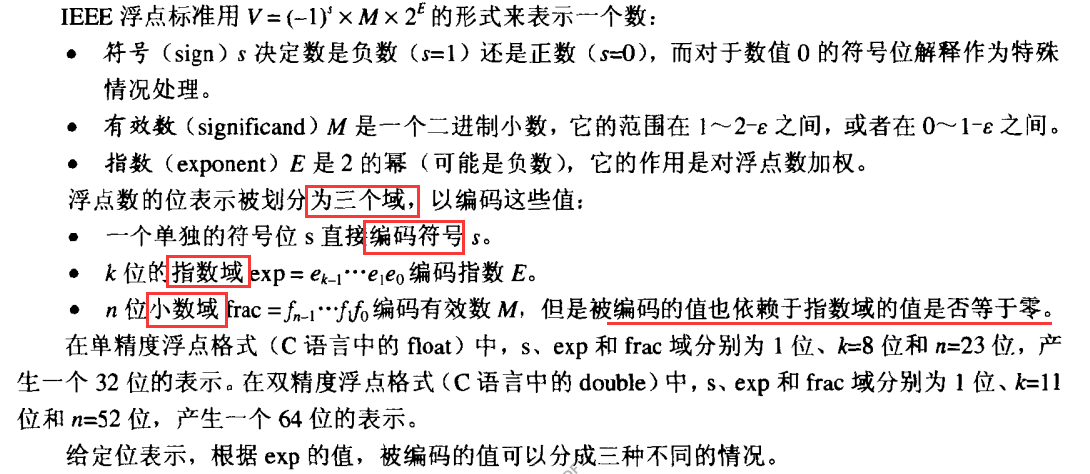 IEEE 浮点标准用 V = (−1)ˢ × M × 2ᴱ 的形式来表示一个数：
● 符号（sign）s 决定数是负数（s=1）还是正数（s=0），而对于数值 0 的符号位解释作为特殊
情况处理。
● 有效数（significand）M 是一个二进制小数，它的范围在 1～2-ε 之间，或者在 0～1-ε 之间。
● 指数（exponent）E 是 2 的幂（可能是负数），它的作用是对浮点数加权。
浮点数的位表示被划分为三个域，以编码这些值：
● 一个单独的符号位 s 直接编码符号 s。
● k 位的指数域 exp = eₖ₋₁⋯e₁e₀ 编码指数 E。
● n 位小数域 frac = fₙ₋₁⋯f₁f₀ 编码有效数 M，但是被编码的值也依赖于指数域的值是否等于零。
在单精度浮点格式（C 语言中的 float）中，s、exp 和 frac 域分别为 1 位、k=8 位和 n=23 位，产
生一个 32 位的表示。在双精度浮点格式（C 语言中的 double）中，s、exp 和 frac 域分别为 1 位、k=11
位和 n=52 位，产生一个 64 位的表示。
给定位表示，根据 exp 的值，被编码的值可以分成三种不同的情况。